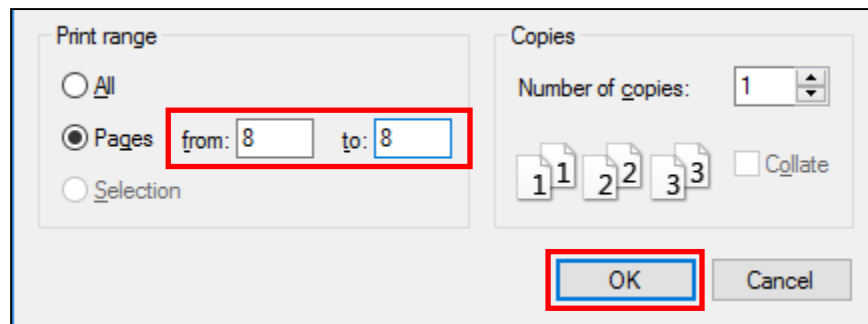 Print range
All
Pages from: 8 to: 8
Selection
Copies
Number of copies: 1
1 1 2 2 3 3
Collate
OK Cancel